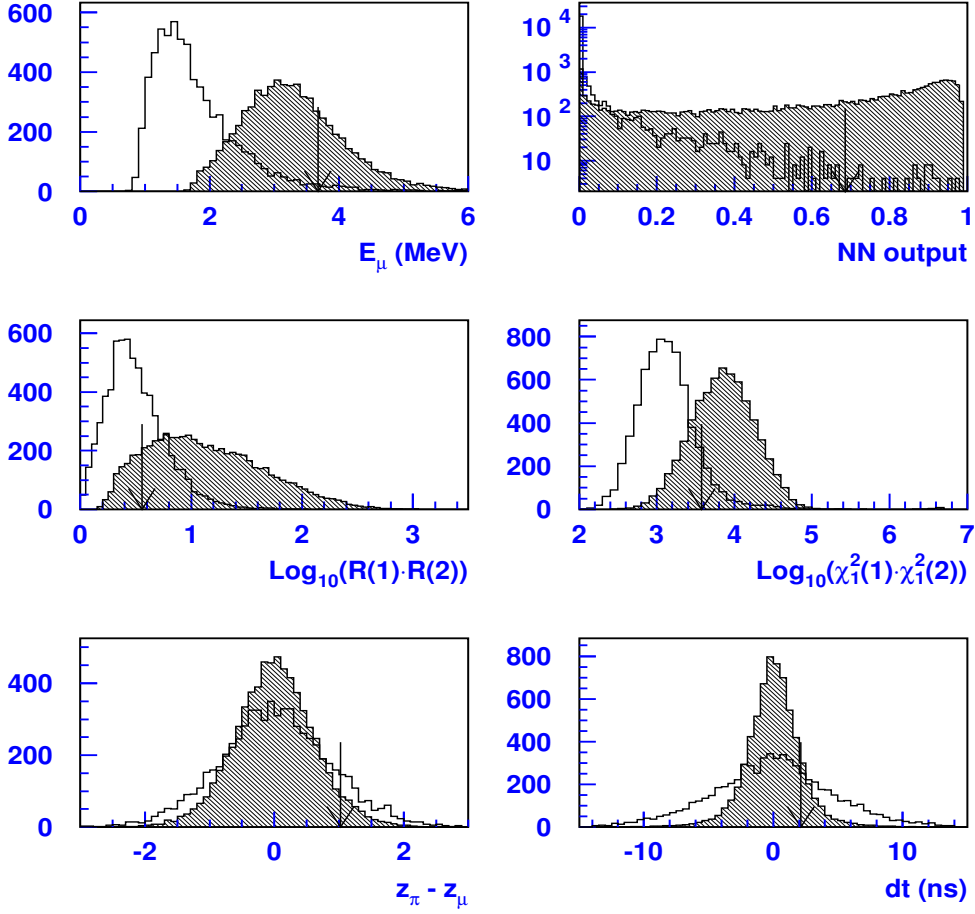 600
400
200
0
0 2 4 6
E_μ (MeV)
10^4
10^3
10^2
10
0 0.2 0.4 0.6 0.8 1
NN output
600
400
200
0
0 1 2 3
Log_10(R(1)·R(2))
800
600
400
200
0
2 3 4 5 6 7
Log_10(χ_1^2(1)·χ_1^2(2))
400
200
0
-2 0 2
z_π - z_μ
800
600
400
200
0
-10 0 10
dt (ns)